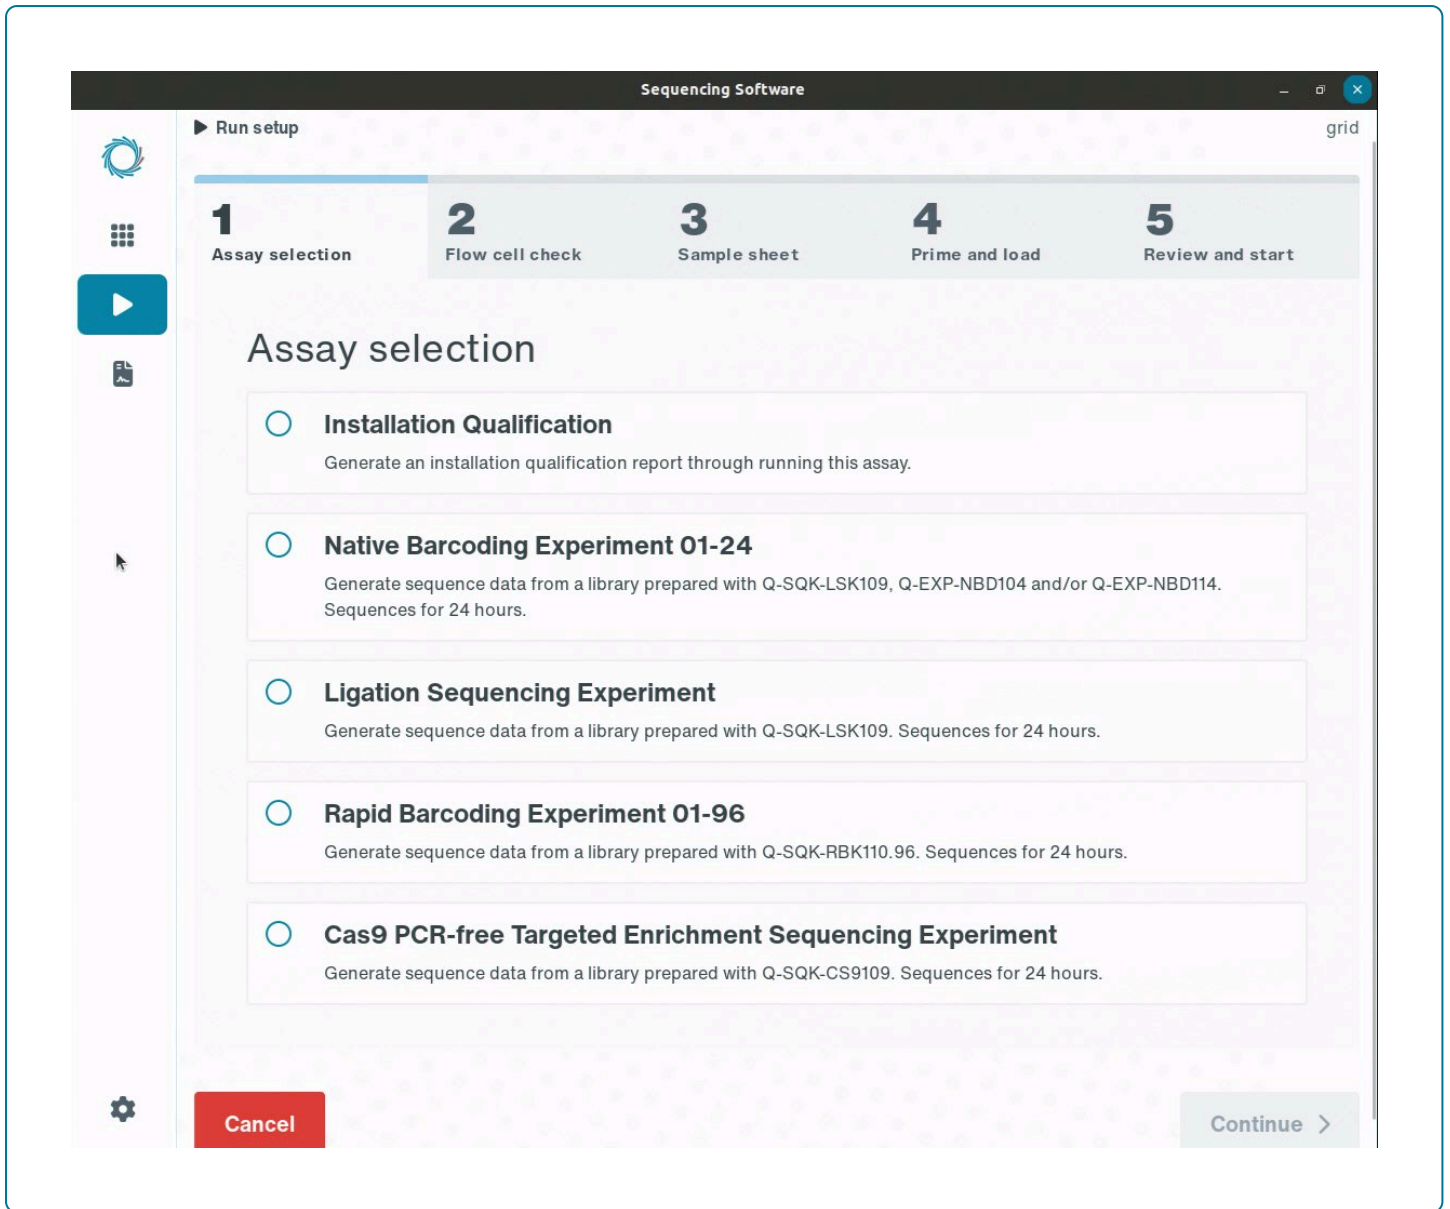 Sequencing Software
Run setup
grid
1
Assay selection
2
Flow cell check
3
Sample sheet
4
Prime and load
5
Review and start
Assay selection
Installation Qualification
Generate an installation qualification report through running this assay.
Native Barcoding Experiment 01-24
Generate sequence data from a library prepared with Q-SQK-LSK109, Q-EXP-NBD104 and/or Q-EXP-NBD114.
Sequences for 24 hours.
Ligation Sequencing Experiment
Generate sequence data from a library prepared with Q-SQK-LSK109. Sequences for 24 hours.
Rapid Barcoding Experiment 01-96
Generate sequence data from a library prepared with Q-SQK-RBK110.96. Sequences for 24 hours.
Cas9 PCR-free Targeted Enrichment Sequencing Experiment
Generate sequence data from a library prepared with Q-SQK-CS9109. Sequences for 24 hours.
Cancel
Continue